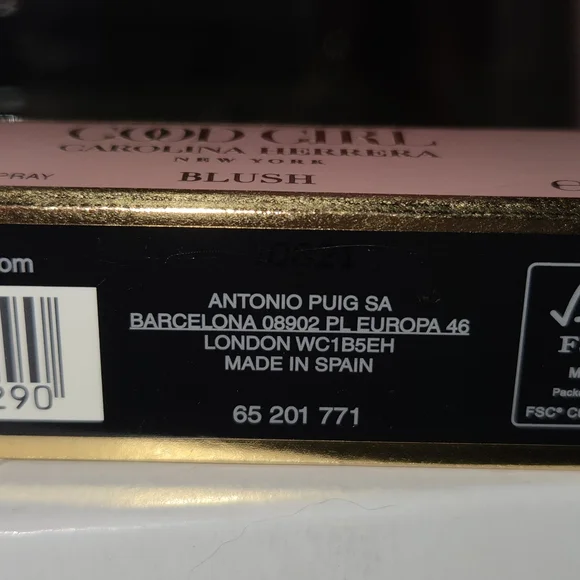 GOOD GIRL
CAROLINA HERRERA
NEW YORK
PRAY
BLUSH
om
ANTONIO PUIG SA
BARCELONA 08902 PL EUROPA 46
LONDON WC1B5EH
MADE IN SPAIN
290
65 201 771
FSC® C